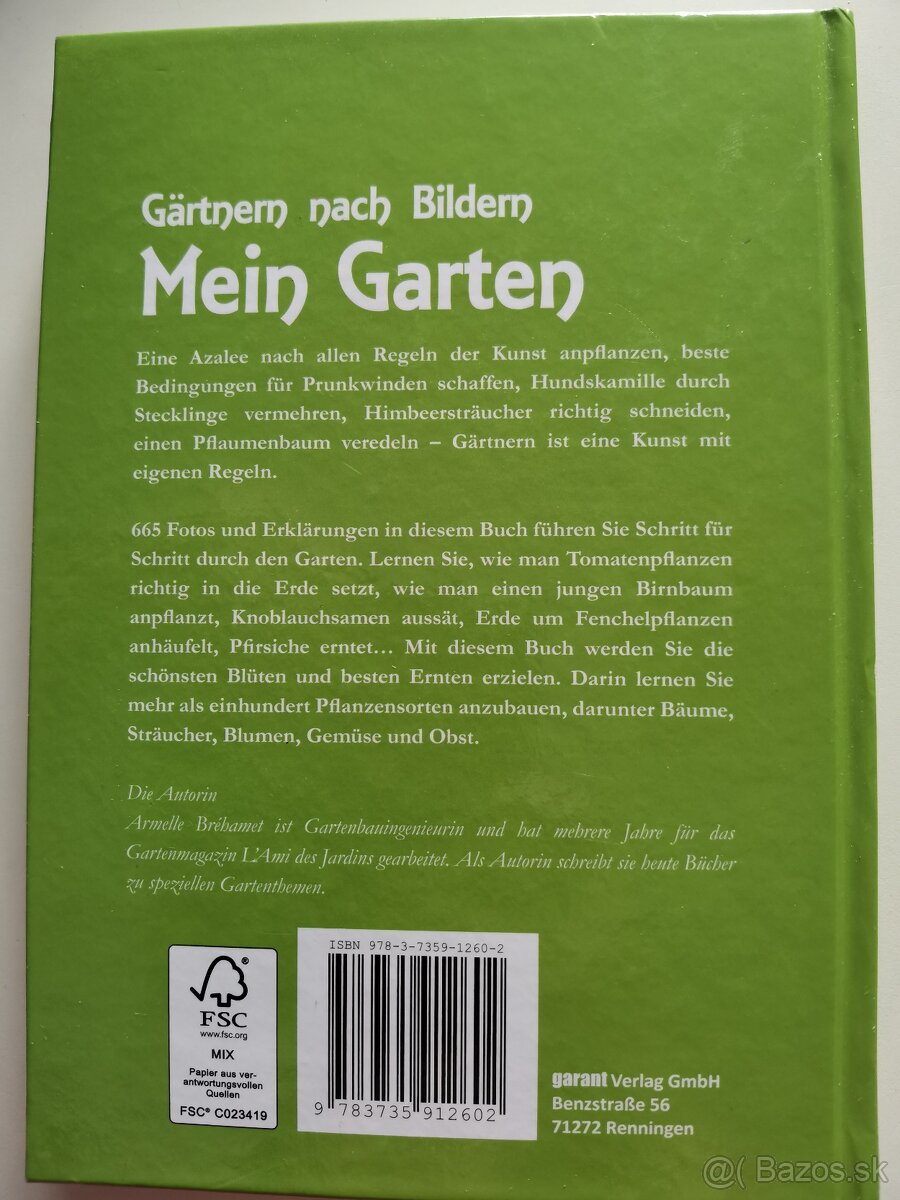 Gärtnern nach Bildern
Mein Garten
Eine Azalee nach allen Regeln der Kunst anpflanzen, beste
Bedingungen für Prunkwinden schaffen, Hundskamille durch
Stecklinge vermehren, Himbeersträucher richtig schneiden,
einen Pflaumenbaum veredeln – Gärtnern ist eine Kunst mit
eigenen Regeln.
665 Fotos und Erklärungen in diesem Buch führen Sie Schritt für
Schritt durch den Garten. Lernen Sie, wie man Tomatenpflanzen
richtig in die Erde setzt, wie man einen jungen Birnbaum
anpflanzt, Knoblauchsamen aussät, Erde um Fenchelpflanzen
anhäufelt, Pfirsiche erntet... Mit diesem Buch werden Sie die
schönsten Blüten und besten Ernten erzielen. Darin lernen Sie
mehr als einhundert Pflanzensorten anzubauen, darunter Bäume,
Sträucher, Blumen, Gemüse und Obst.
Die Autorin
Armelle Bréhamet ist Gartenbauingenieurin und hat mehrere Jahre für das
Gartenmagazin L'Ami des Jardins gearbeitet. Als Autorin schreibt sie heute Bücher
zu speziellen Gartenthemen.
®
FSC
www.fsc.org
MIX
Papier aus ver-
antwortungsvollen
Quellen
FSC® C023419
ISBN 978-3-7359-1260-2
9 783735 912602
garant Verlag GmbH
Benzstraße 56
71272 Renningen
@( Bazos.sk